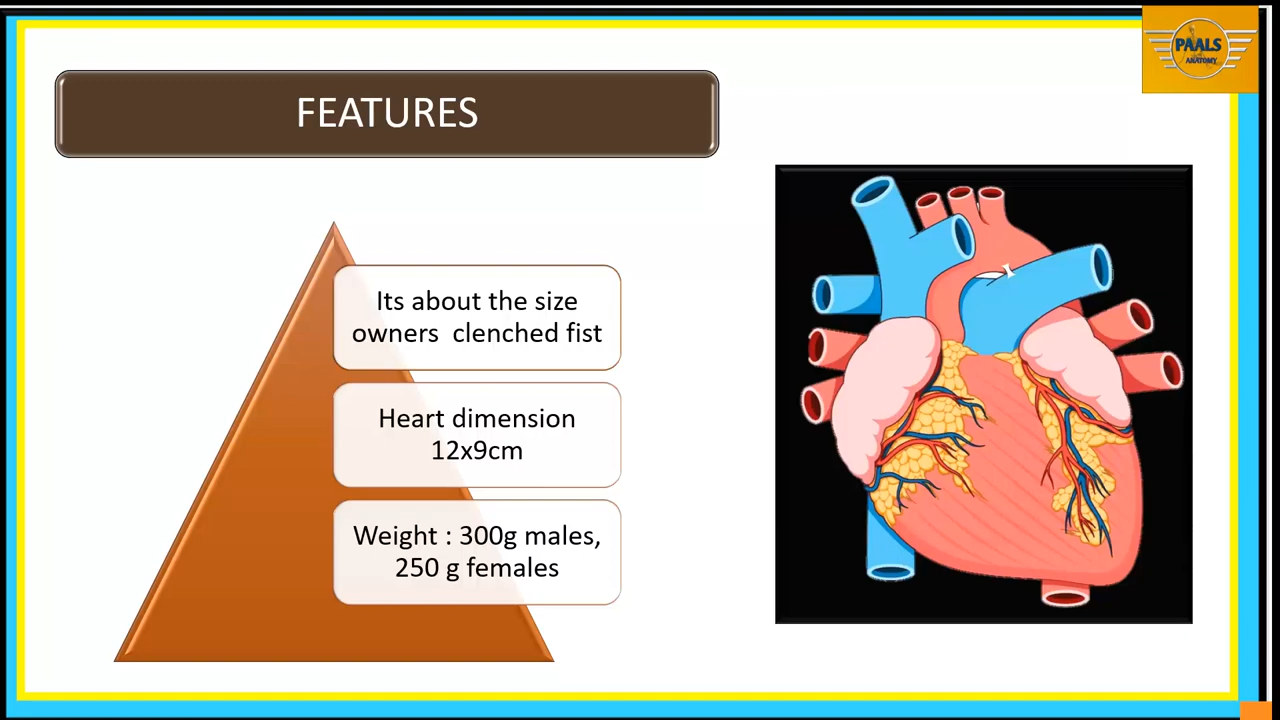 PAALS
ANATOMY
FEATURES
Its about the size
owners clenched fist
Heart dimension
12x9cm
Weight : 300g males,
250 g females